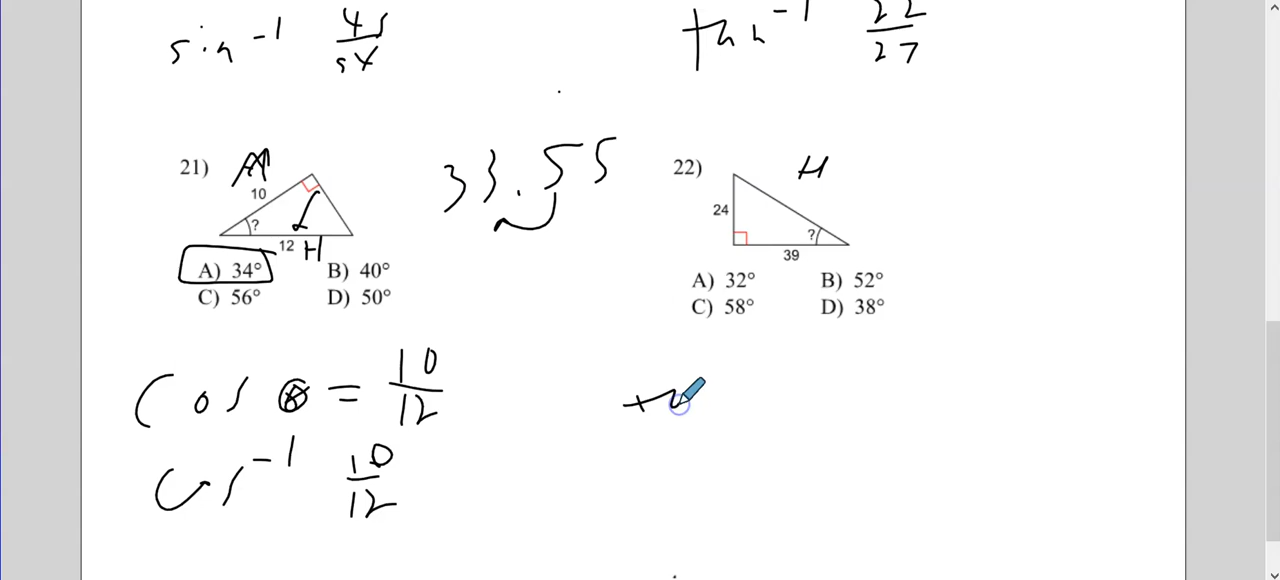 sin⁻¹ 45/5X
tan⁻¹ 22/27
21)
A
10
?
12 H
A) 34° B) 40°
C) 56° D) 50°
33.55
22)
H
24
?
39
A) 32° B) 52°
C) 58° D) 38°
Cos θ = 10/12
Cos⁻¹ 10/12